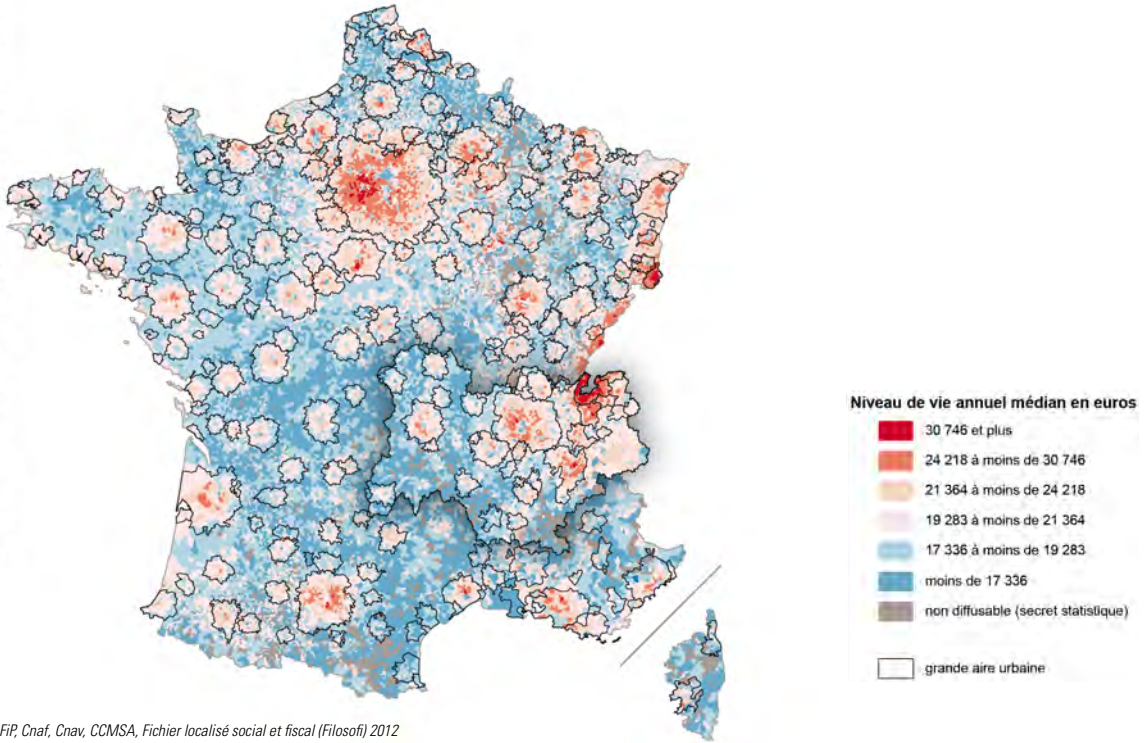 Niveau de vie annuel médian en euros
30 746 et plus
24 218 à moins de 30 746
21 364 à moins de 24 218
19 283 à moins de 21 364
17 336 à moins de 19 283
moins de 17 336
non diffusable (secret statistique)
grande aire urbaine
FiP, Cnaf, Cnav, CCMSA, Fichier localisé social et fiscal (Filosofi) 2012